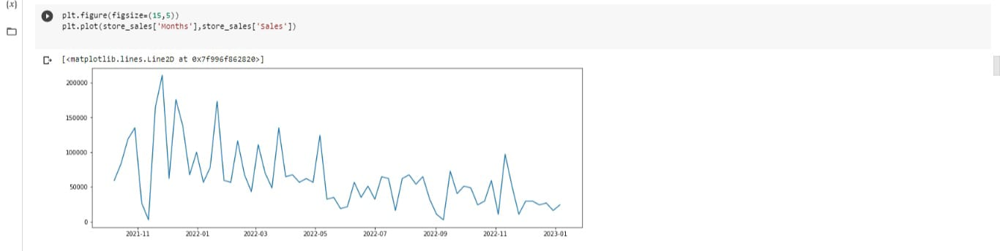 {x}
plt.figure(figsize=(15,5))
plt.plot(store_sales['Months'],store_sales['Sales'])
[<matplotlib.lines.Line2D at 0x7f996f862820>]
200000
150000
100000
50000
0
2021-11 2022-01 2022-03 2022-05 2022-07 2022-09 2022-11 2023-01